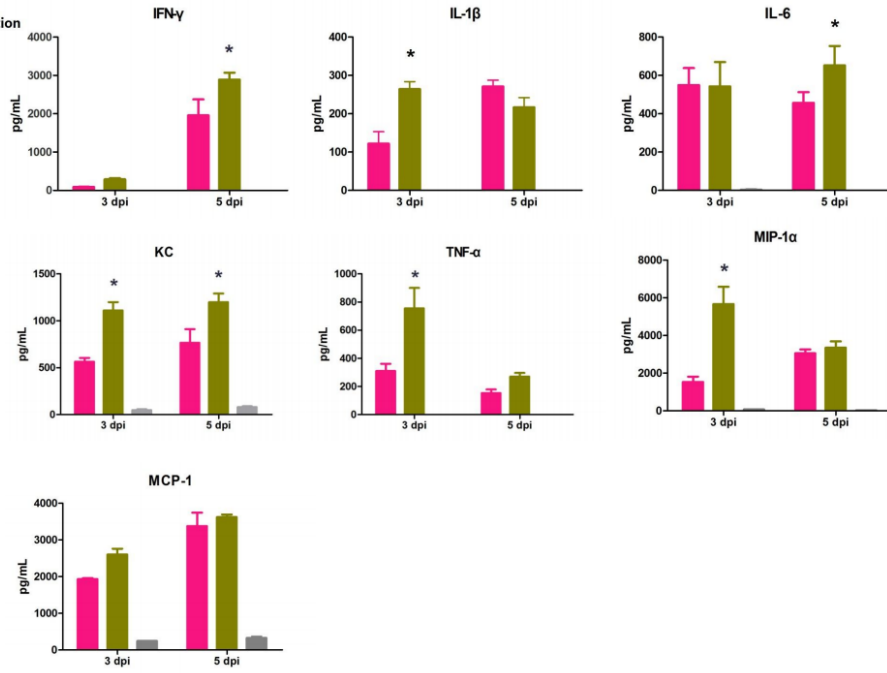 tion
IFN-γ
IL-1β
IL-6
pg/mL
4000
3000
2000
1000
0
*
3 dpi
5 dpi
pg/mL
400
300
200
100
0
*
3 dpi
5 dpi
pg/mL
800
600
400
200
0
*
3 dpi
5 dpi
KC
TNF-α
MIP-1α
pg/mL
1500
1000
500
0
*
*
3 dpi
5 dpi
pg/mL
1000
800
600
400
200
0
*
3 dpi
5 dpi
pg/mL
8000
6000
4000
2000
0
*
3 dpi
5 dpi
MCP-1
pg/mL
4000
3000
2000
1000
0
3 dpi
5 dpi